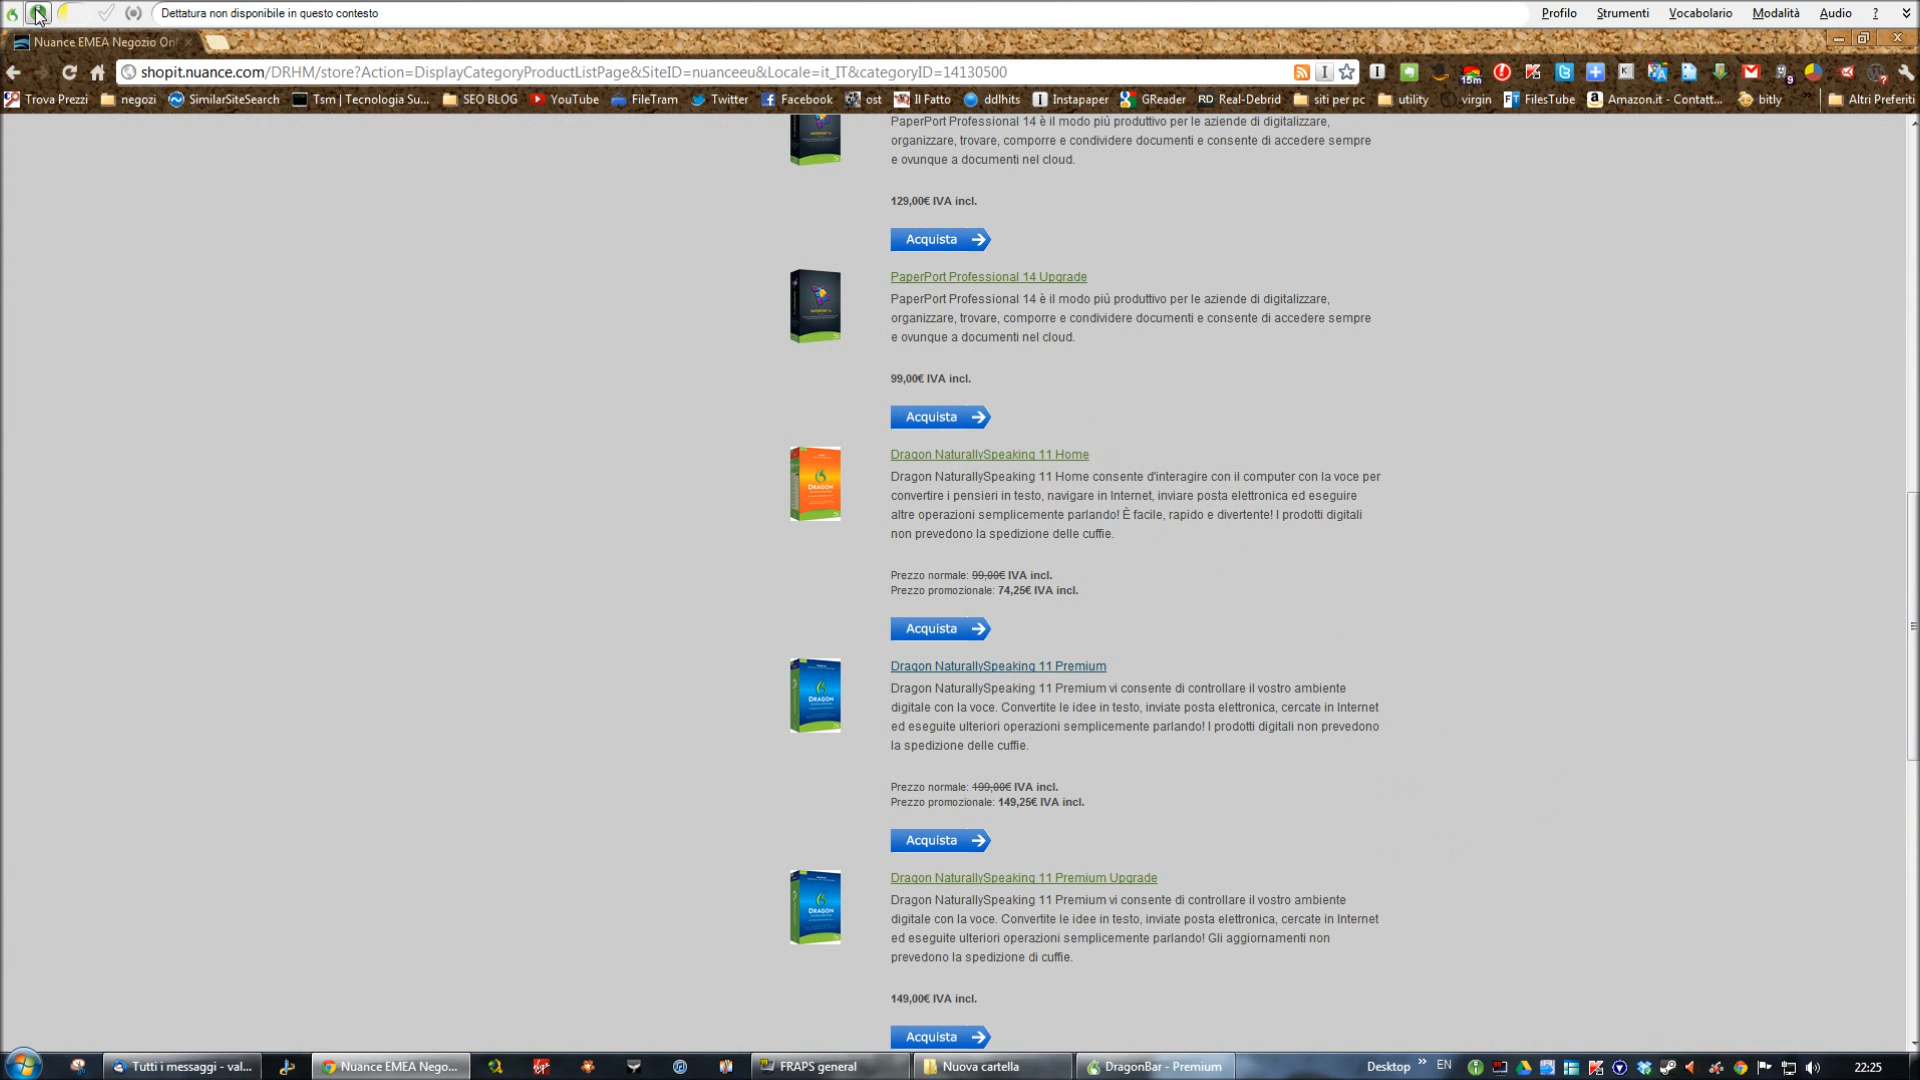 Dettatura non disponibile in questo contesto
Profilo Strumenti Vocabolario Modalità Audio ?
Nuance EMEA Negozio Onl
shopit.nuance.com/DRHM/store?Action=DisplayCategoryProductListPage&SiteID=nuanceeu&Locale=it_IT&categoryID=14130500
15m
9
Trova Prezzi negozi SimilarSiteSearch Tsm | Tecnologia Su... SEO BLOG YouTube FileTram Twitter Facebook ost Il Fatto ddlhits Instapaper GReader RD Real-Debrid siti per pc utility virgin FT FilesTube Amazon.it - Contatt... bitly Altri Preferiti
PaperPort Professional 14 è il modo più produttivo per le aziende di digitalizzare,
organizzare, trovare, comporre e condividere documenti e consente di accedere sempre
e ovunque a documenti nel cloud.
129,00€ IVA incl.
Acquista
PaperPort Professional 14 Upgrade
PaperPort Professional 14 è il modo più produttivo per le aziende di digitalizzare,
organizzare, trovare, comporre e condividere documenti e consente di accedere sempre
e ovunque a documenti nel cloud.
99,00€ IVA incl.
Acquista
Dragon NaturallySpeaking 11 Home
DRAGON
Dragon NaturallySpeaking 11 Home consente d'interagire con il computer con la voce per
convertire i pensieri in testo, navigare in Internet, inviare posta elettronica ed eseguire
altre operazioni semplicemente parlando! È facile, rapido e divertente! I prodotti digitali
non prevedono la spedizione delle cuffie.
Prezzo normale: 99,00€ IVA incl.
Prezzo promozionale: 74,25€ IVA incl.
Acquista
Dragon NaturallySpeaking 11 Premium
DRAGON
Dragon NaturallySpeaking 11 Premium vi consente di controllare il vostro ambiente
digitale con la voce. Convertite le idee in testo, inviate posta elettronica, cercate in Internet
ed eseguite ulteriori operazioni semplicemente parlando! I prodotti digitali non prevedono
la spedizione delle cuffie.
Prezzo normale: 199,00€ IVA incl.
Prezzo promozionale: 149,25€ IVA incl.
Acquista
Dragon NaturallySpeaking 11 Premium Upgrade
DRAGON
Dragon NaturallySpeaking 11 Premium vi consente di controllare il vostro ambiente
digitale con la voce. Convertite le idee in testo, inviate posta elettronica, cercate in Internet
ed eseguite ulteriori operazioni semplicemente parlando! Gli aggiornamenti non
prevedono la spedizione di cuffie.
149,00€ IVA incl.
Acquista
Tutti i messaggi - val... Nuance EMEA Nego... FRAPS general Nuova cartella DragonBar - Premium Desktop » EN 22:25